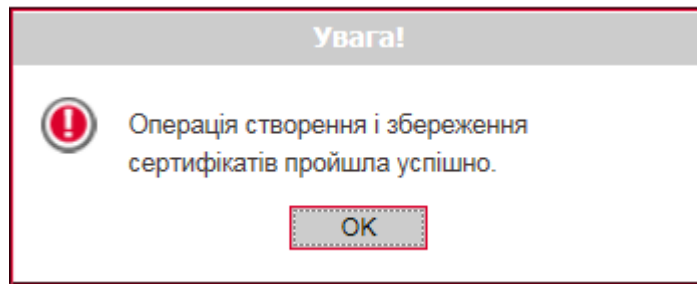 Увага!
Операція створення і збереження
сертифікатів пройшла успішно.
OK